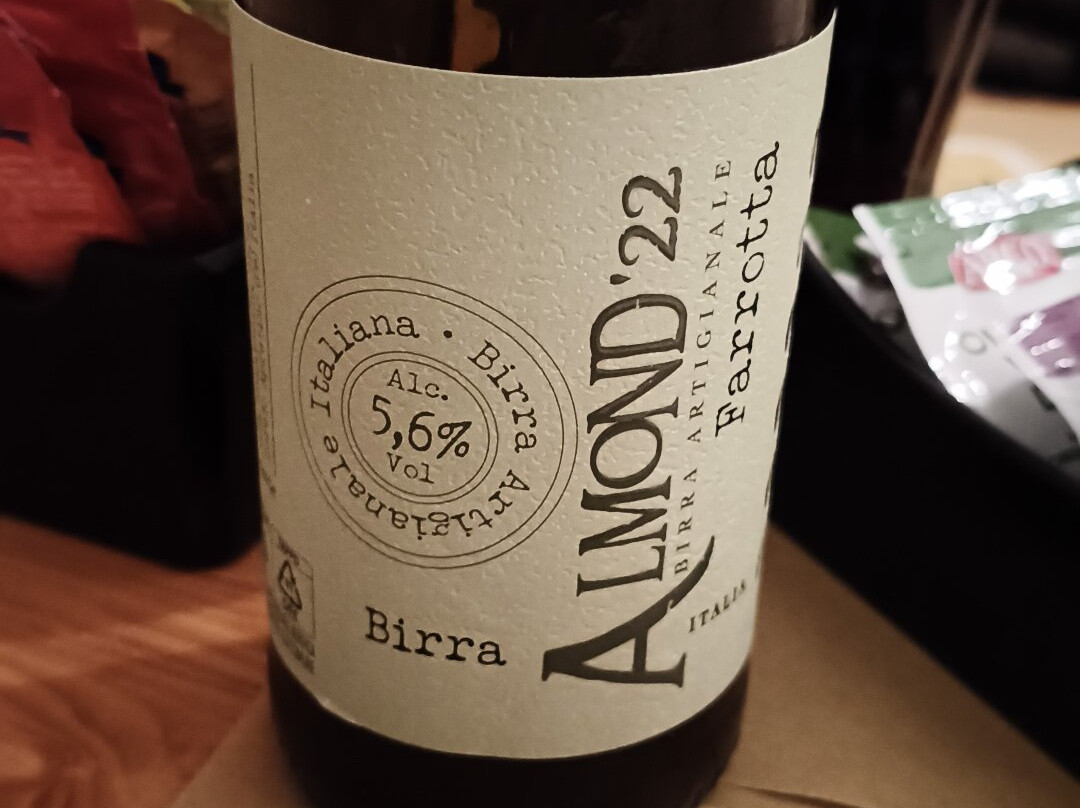 Birra Artigianale Italiana •
Alc.
5,6%
Vol
Birra
ALMOND'22
BIRRA ARTIGIANALE
Farrotta
ITALIA